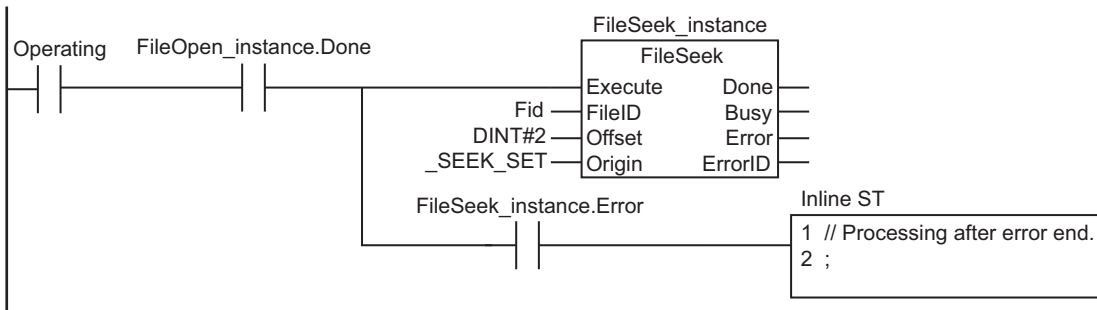 FileSeek_instance
Operating
FileOpen_instance.Done
FileSeek
Execute Done
Fid FileID Busy
DINT#2 Offset Error
_SEEK_SET Origin ErrorID
FileSeek_instance.Error
Inline ST
1 // Processing after error end.
2 ;